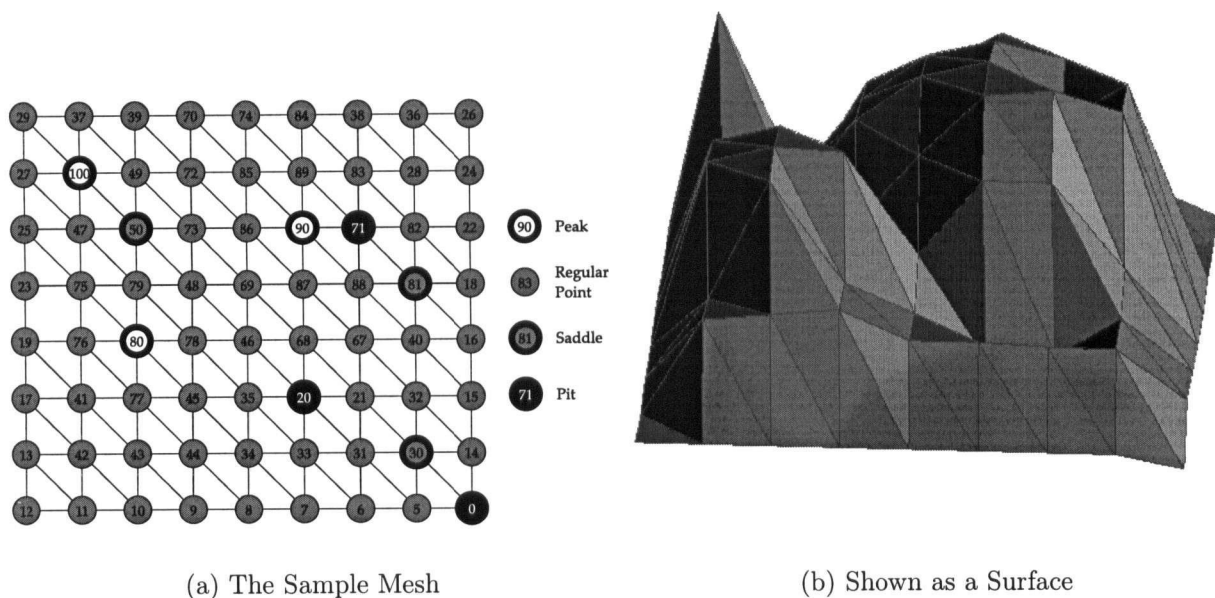 29 37 39 70 74 84 38 36 26
27 100 49 72 85 89 83 28 24
25 47 50 73 86 90 71 82 22
90 Peak
23 75 79 48 69 87 88 81 18
83 Regular
Point
19 76 80 78 46 68 67 40 16
81 Saddle
17 41 77 45 35 20 21 32 15
71 Pit
13 42 43 44 34 33 31 30 14
12 11 10 9 8 7 6 5 0
(a) The Sample Mesh
(b) Shown as a Surface